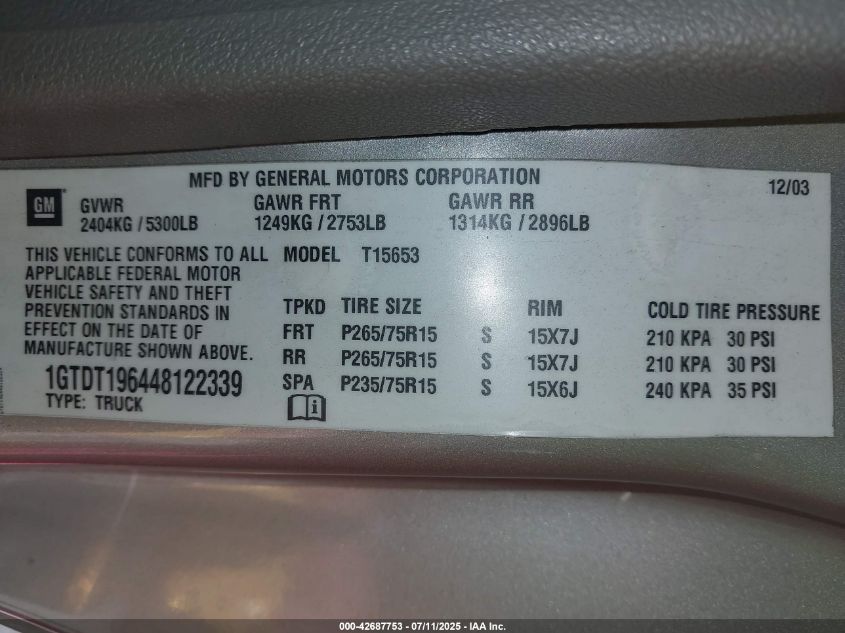 MFD BY GENERAL MOTORS CORPORATION 12/03
GM GVWR GAWR FRT GAWR RR
2404KG / 5300LB 1249KG / 2753LB 1314KG / 2896LB
THIS VEHICLE CONFORMS TO ALL MODEL T15653
APPLICABLE FEDERAL MOTOR
VEHICLE SAFETY AND THEFT
PREVENTION STANDARDS IN
EFFECT ON THE DATE OF
MANUFACTURE SHOWN ABOVE.
1GTDT196448122339
TYPE: TRUCK
TPKD TIRE SIZE RIM COLD TIRE PRESSURE
FRT P265/75R15 S 15X7J 210 KPA 30 PSI
RR P265/75R15 S 15X7J 210 KPA 30 PSI
SPA P235/75R15 S 15X6J 240 KPA 35 PSI
000-42687753 - 07/11/2025 - IAA Inc.